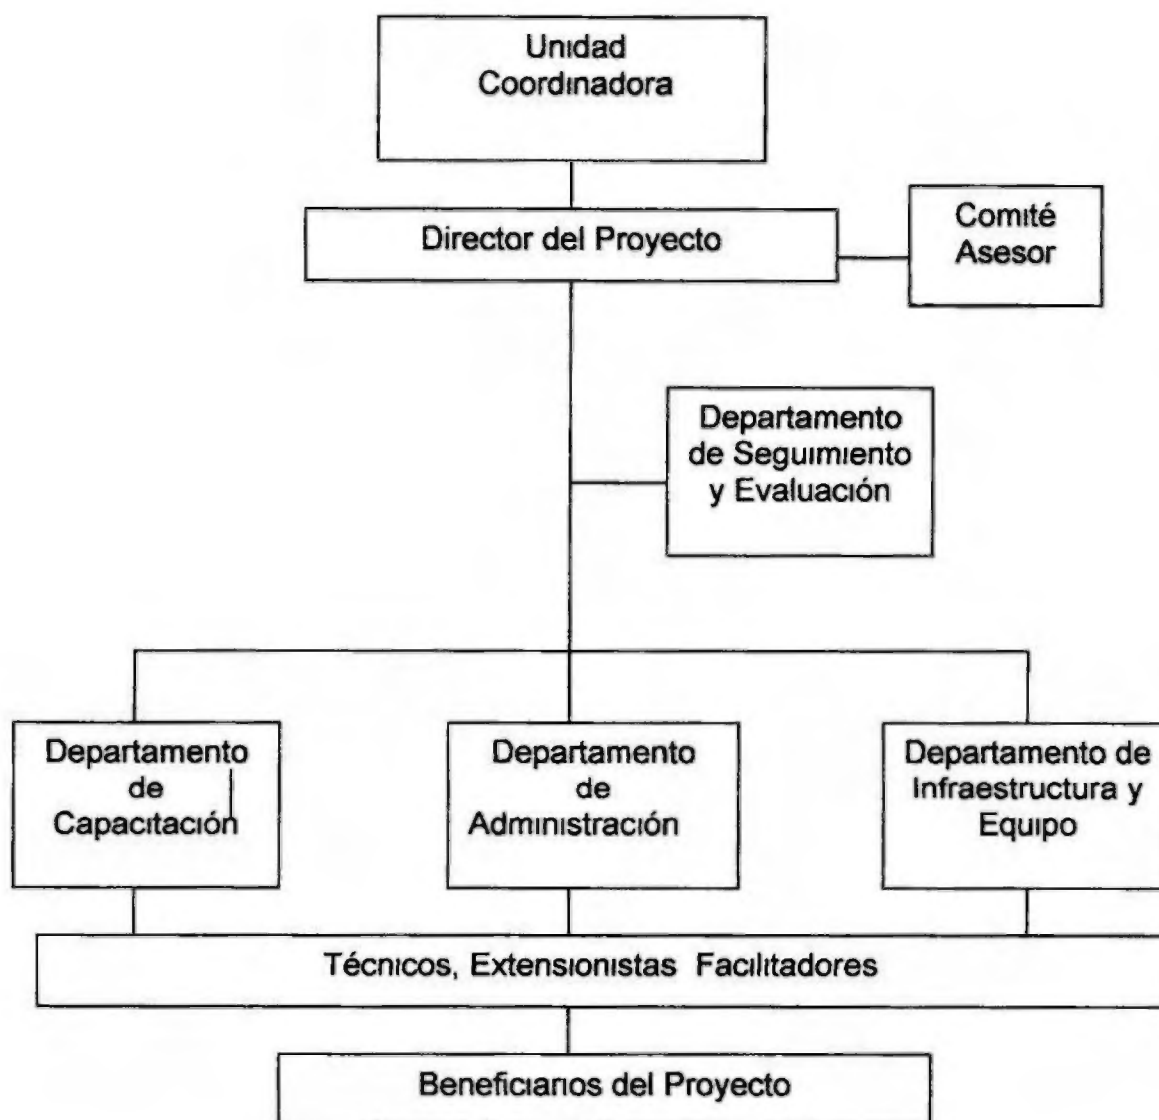 Unidad
Coordinadora
Director del Proyecto
Comité
Asesor
Departamento
de Seguimiento
y Evaluación
Departamento
de
Capacitación
Departamento
de
Administración
Departamento de
Infraestructura y
Equipo
Técnicos, Extensionistas Facilitadores
Beneficiarios del Proyecto